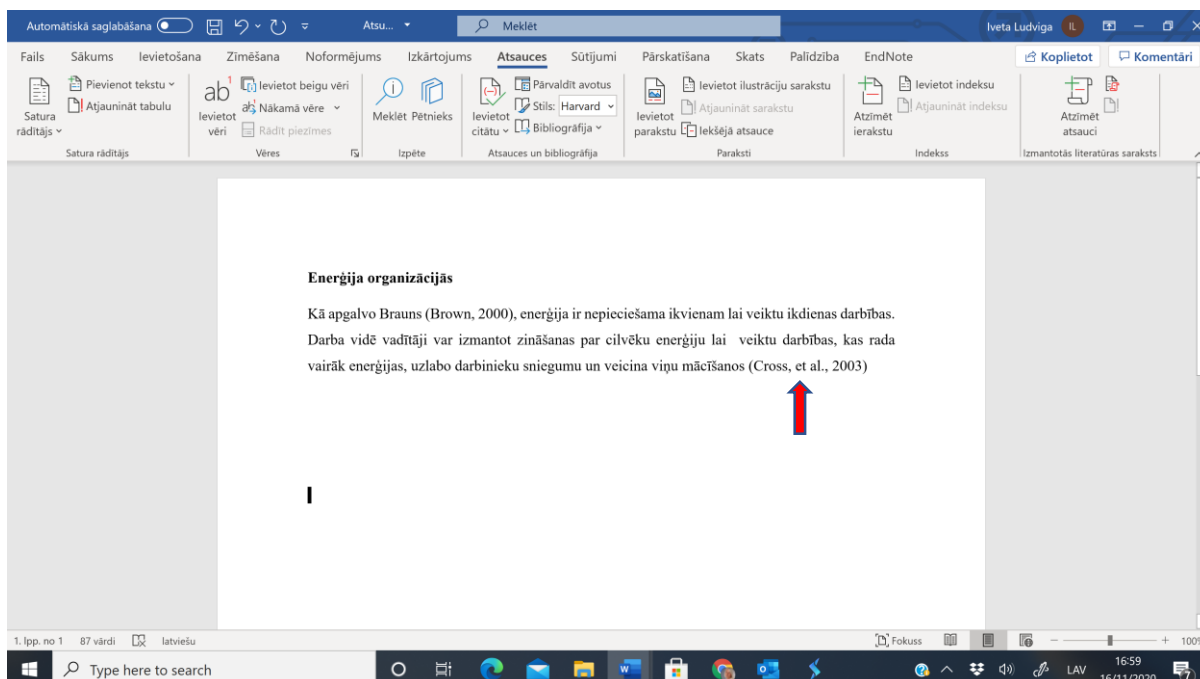 Automātiskā saglabāšana Atsu... Meklēt Iveta Ludviga IL
Fails Sākums Ievietošana Zīmēšana Noformējums Izkārtojums Atsauces Sūtījumi Pārskatīšana Skats Palīdzība EndNote Koplietot Komentāri
Satura rādītājs
Pievienot tekstu
Atjaunināt tabulu
Satura rādītājs
ab 1
Ievietot vēri
Ievietot beigu vēri
Nākamā vēre
Rādīt piezīmes
Vēres
Meklēt Pētnieks
Izpēte
Ievietot citātu
Pārvaldīt avotus
Stils: Harvard
Bibliogrāfija
Atsauces un bibliogrāfija
Ievietot parakstu
Ievietot ilustrāciju sarakstu
Atjaunināt sarakstu
Iekšējā atsauce
Paraksti
Atzīmēt ierakstu
Ievietot indeksu
Atjaunināt indeksu
Indekss
Atzīmēt atsauci
Izmantotās literatūras saraksts
Enerģija organizācijās
Kā apgalvo Brauns (Brown, 2000), enerģija ir nepieciešama ikvienam lai veiktu ikdienas darbības.
Darba vidē vadītāji var izmantot zināšanas par cilvēku enerģiju lai veiktu darbības, kas rada
vairāk enerģijas, uzlabo darbinieku sniegumu un veicina viņu mācīšanos (Cross, et al., 2003)
1. lpp. no 1 87 vārdi latviešu Fokuss 100%
Type here to search LAV 16:59
16/11/2020